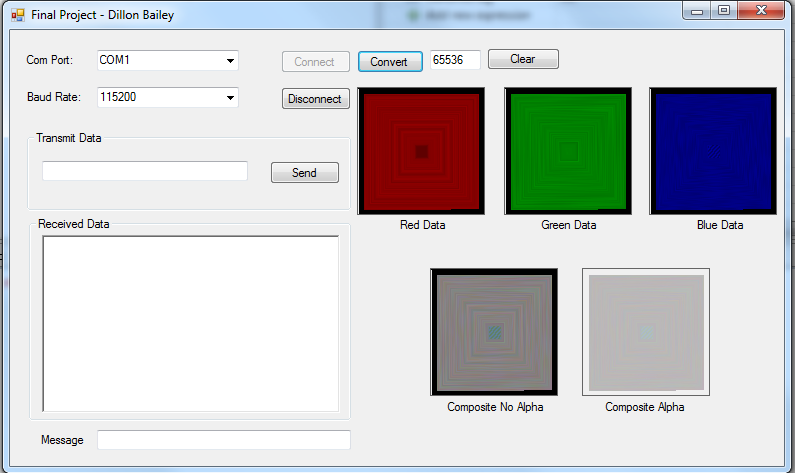 Final Project - Dillon Bailey
Com Port:
COM1
Connect
Convert
65536
Clear
Baud Rate:
115200
Disconnect
Transmit Data
Send
Red Data
Green Data
Blue Data
Received Data
Composite No Alpha
Composite Alpha
Message